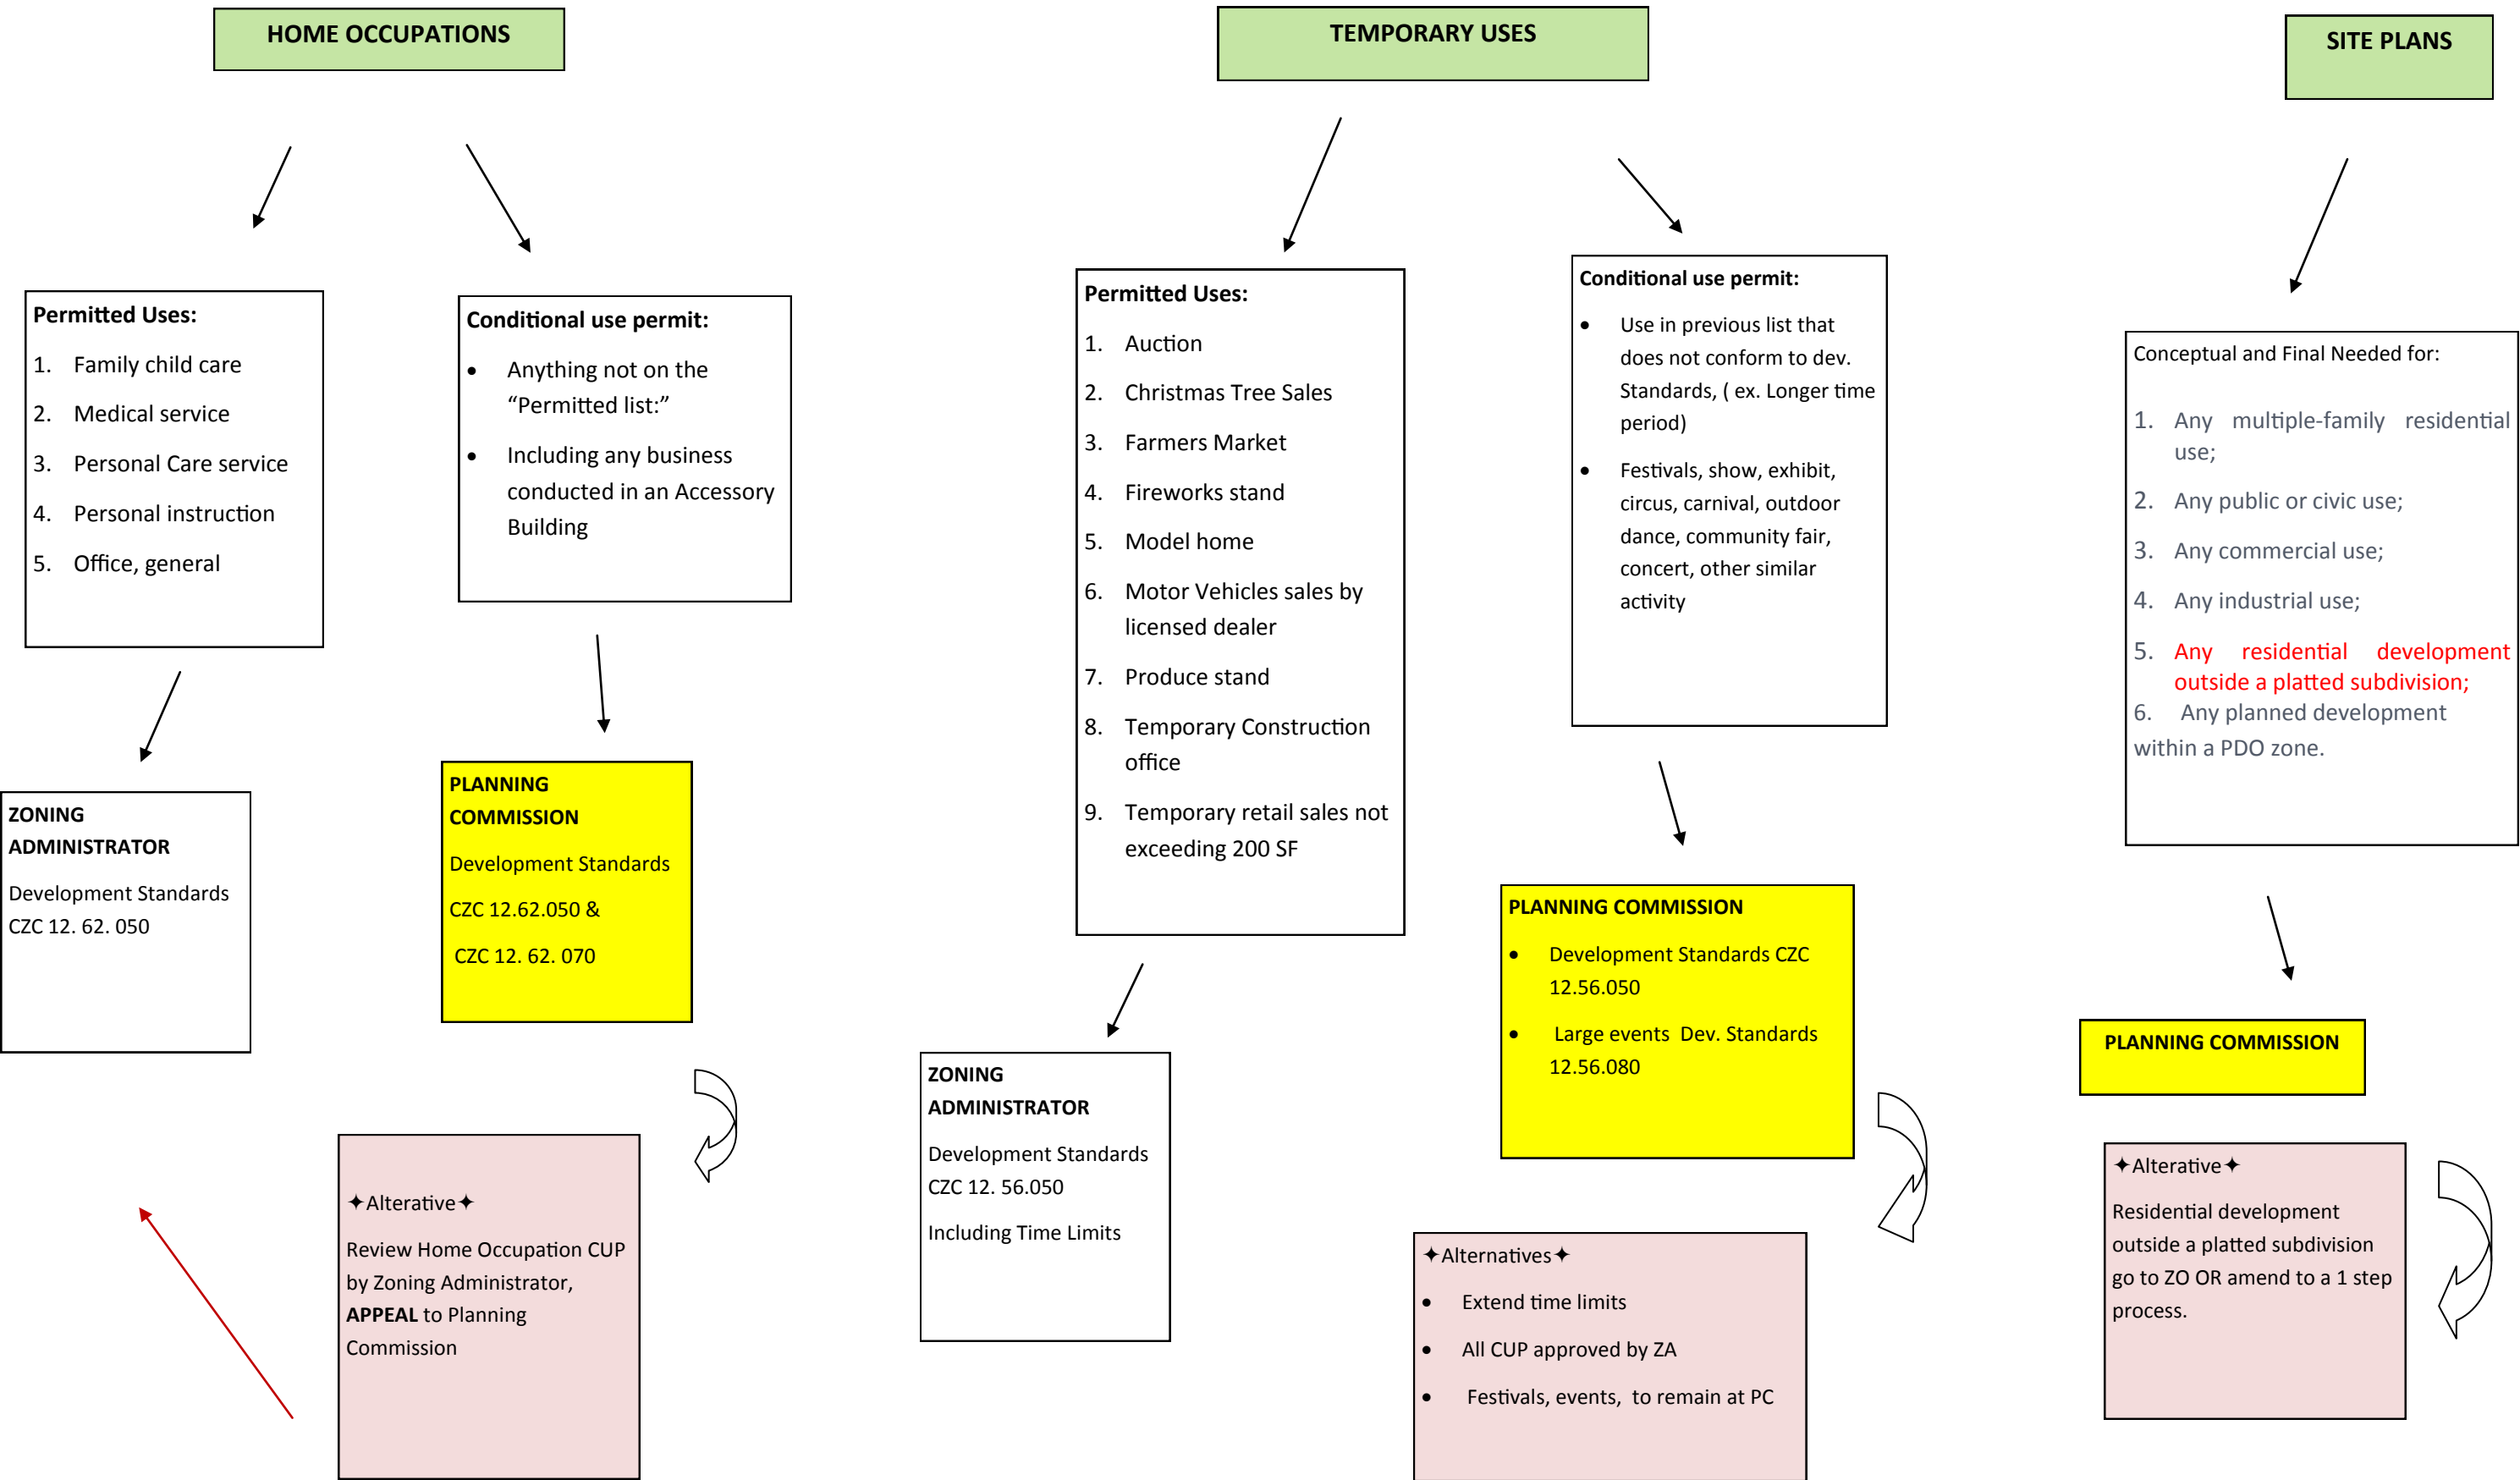 HOME OCCUPATIONS
Permitted Uses:
1. Family child care
2. Medical service
3. Personal Care service
4. Personal instruction
5. Office, general
Conditional use permit:
• Anything not on the
“Permitted list:”
• Including any business
conducted in an Accessory
Building
ZONING
ADMINISTRATOR
Development Standards
CZC 12. 62. 050
PLANNING
COMMISSION
Development Standards
CZC 12.62.050 &
CZC 12. 62. 070
✦Alterative✦
Review Home Occupation CUP
by Zoning Administrator,
APPEAL to Planning
Commission
TEMPORARY USES
Permitted Uses:
1. Auction
2. Christmas Tree Sales
3. Farmers Market
4. Fireworks stand
5. Model home
6. Motor Vehicles sales by
licensed dealer
7. Produce stand
8. Temporary Construction
office
9. Temporary retail sales not
exceeding 200 SF
Conditional use permit:
• Use in previous list that
does not conform to dev.
Standards, ( ex. Longer time
period)
• Festivals, show, exhibit,
circus, carnival, outdoor
dance, community fair,
concert, other similar
activity
ZONING
ADMINISTRATOR
Development Standards
CZC 12. 56.050
Including Time Limits
PLANNING COMMISSION
• Development Standards CZC
12.56.050
• Large events Dev. Standards
12.56.080
✦Alternatives✦
• Extend time limits
• All CUP approved by ZA
• Festivals, events, to remain at PC
SITE PLANS
Conceptual and Final Needed for:
1. Any multiple-family residential
use;
2. Any public or civic use;
3. Any commercial use;
4. Any industrial use;
5. Any residential development
outside a platted subdivision;
6. Any planned development
within a PDO zone.
PLANNING COMMISSION
✦Alterative✦
Residential development
outside a platted subdivision
go to ZO OR amend to a 1 step
process.